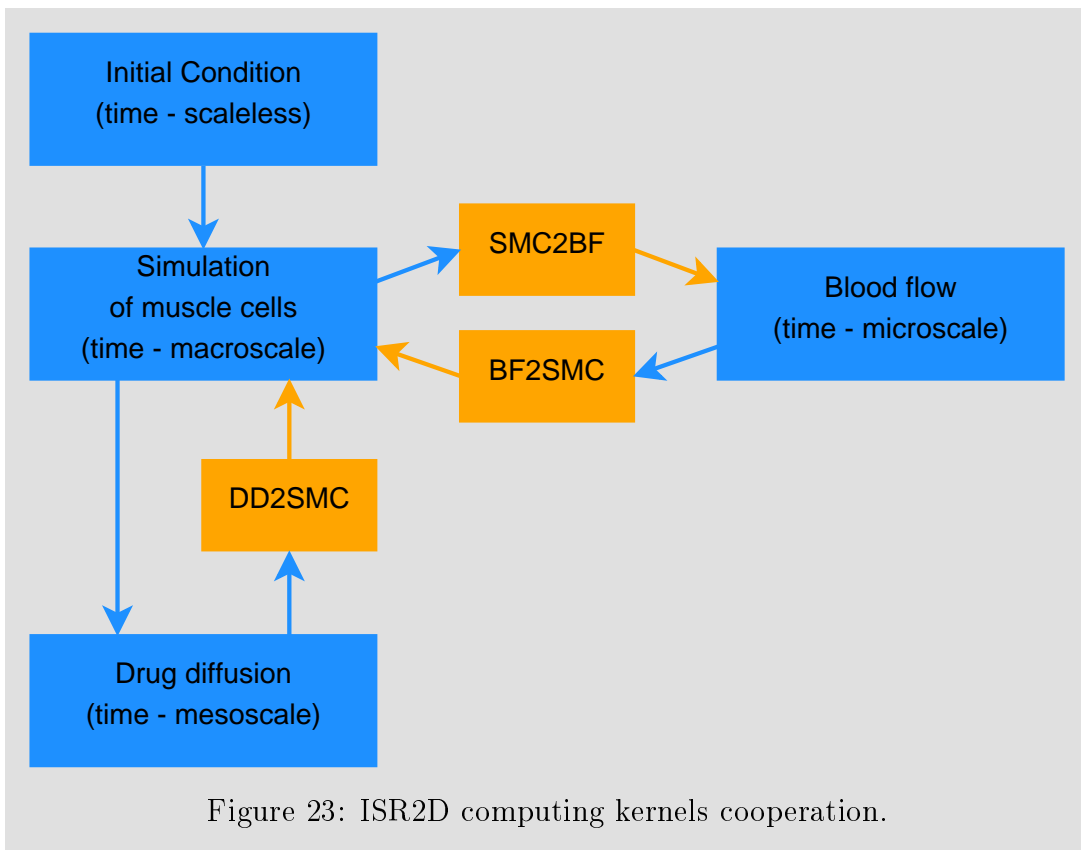 Initial Condition
(time - scaleless)
Simulation
of muscle cells
(time - macroscale)
SMC2BF
BF2SMC
Blood flow
(time - microscale)
DD2SMC
Drug diffusion
(time - mesoscale)
Figure 23: ISR2D computing kernels cooperation.